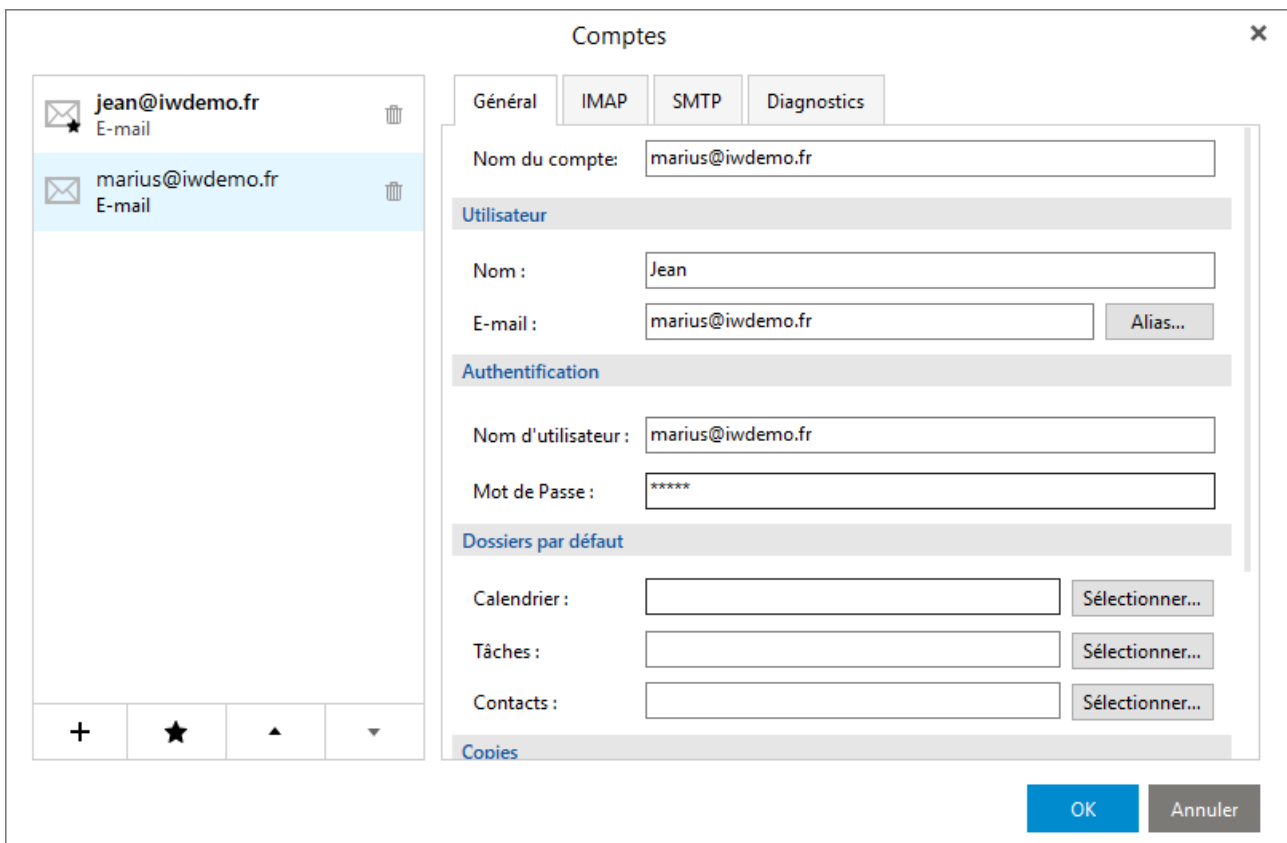 Comptes
jean@iwdemo.fr
E-mail
marius@iwdemo.fr
E-mail
Général IMAP SMTP Diagnostics
Nom du compte: marius@iwdemo.fr
Utilisateur
Nom : Jean
E-mail : marius@iwdemo.fr Alias...
Authentification
Nom d'utilisateur : marius@iwdemo.fr
Mot de Passe : *****
Dossiers par défaut
Calendrier : Sélectionner...
Tâches : Sélectionner...
Contacts : Sélectionner...
Copies
OK Annuler